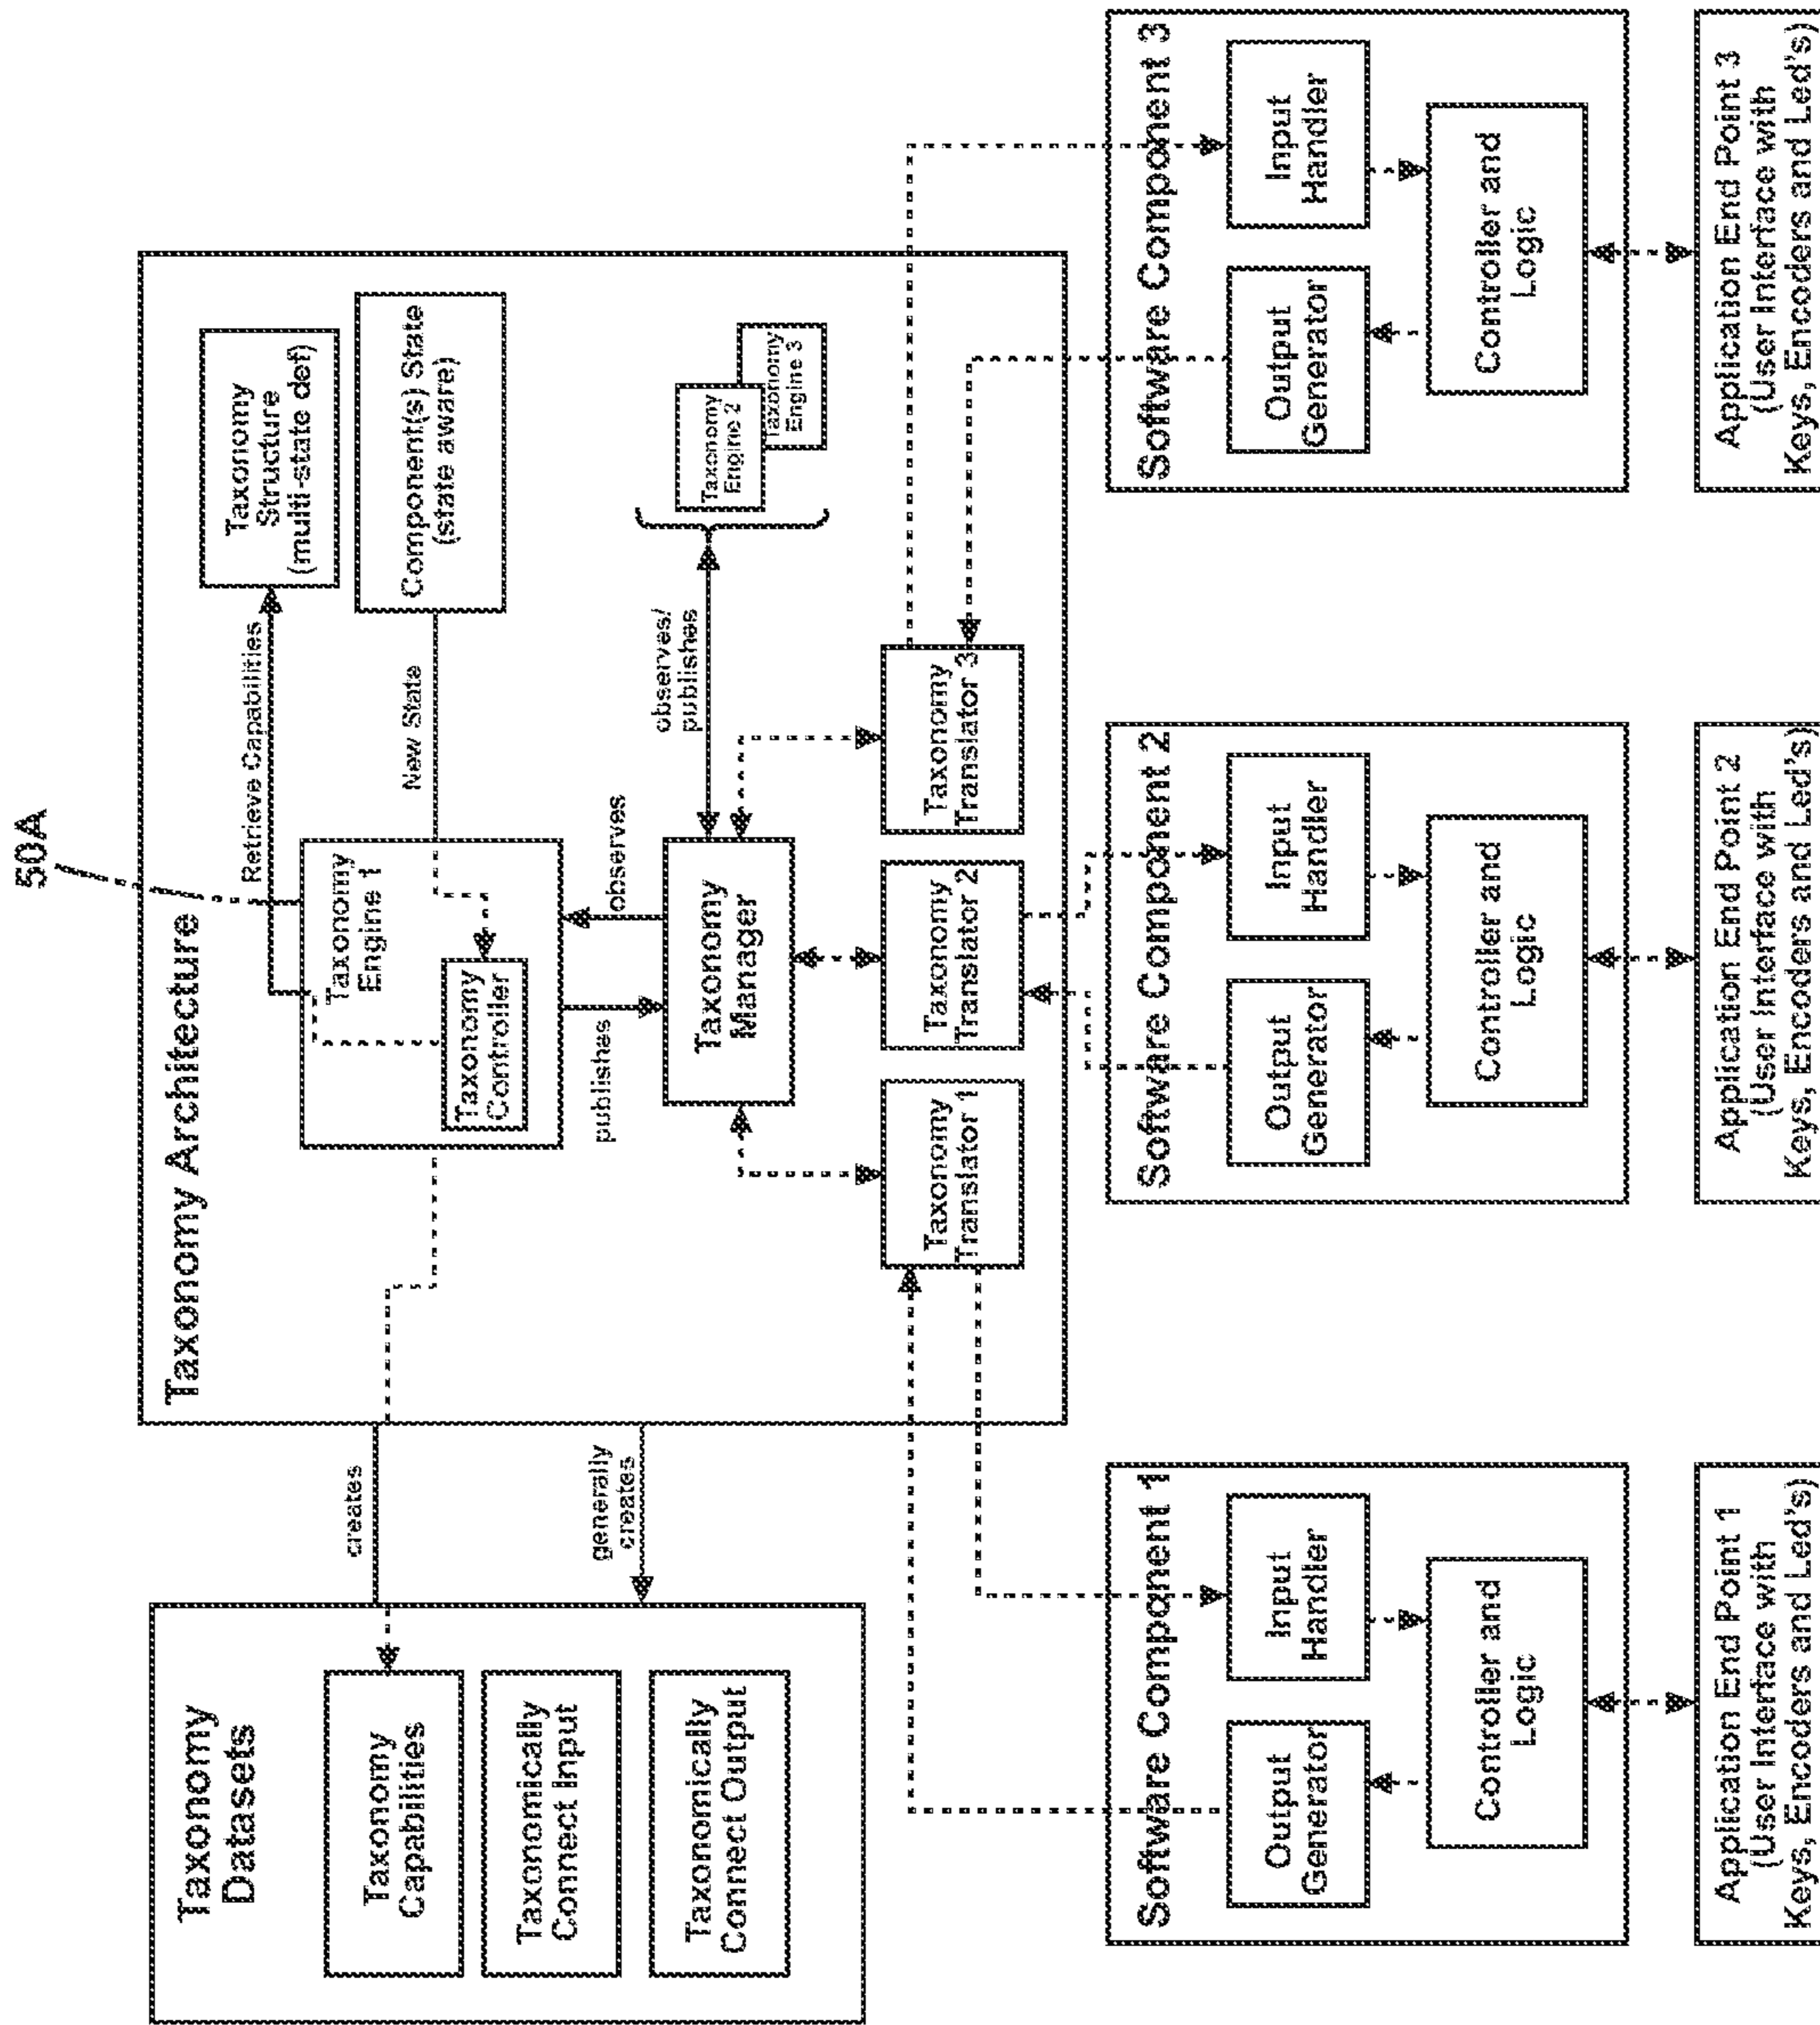 50A
Taxonomy
Datasets
Taxonomy
Capabilities
Taxonomically
Connect Input
Taxonomically
Connect Output
creates
generally
creates
Taxonomy Architecture
Taxonomy
Engine 1
Taxonomy
Controller
Retrieve Capabilities
New State
Taxonomy
Structure
(multi-state def)
Component(s) State
(state aware)
publishes
observes
Taxonomy
Manager
observes/
publishes
Taxonomy
Engine 2
Taxonomy
Engine 3
Taxonomy
Translator 1
Taxonomy
Translator 2
Taxonomy
Translator 3
Software Component 1
Output
Generator
Input
Handler
Controller and
Logic
Application End Point 1
(User Interface with
Keys, Encoders and Led's)
Software Component 2
Output
Generator
Input
Handler
Controller and
Logic
Application End Point 2
(User Interface with
Keys, Encoders and Led's)
Software Component 3
Output
Generator
Input
Handler
Controller and
Logic
Application End Point 3
(User Interface with
Keys, Encoders and Led's)